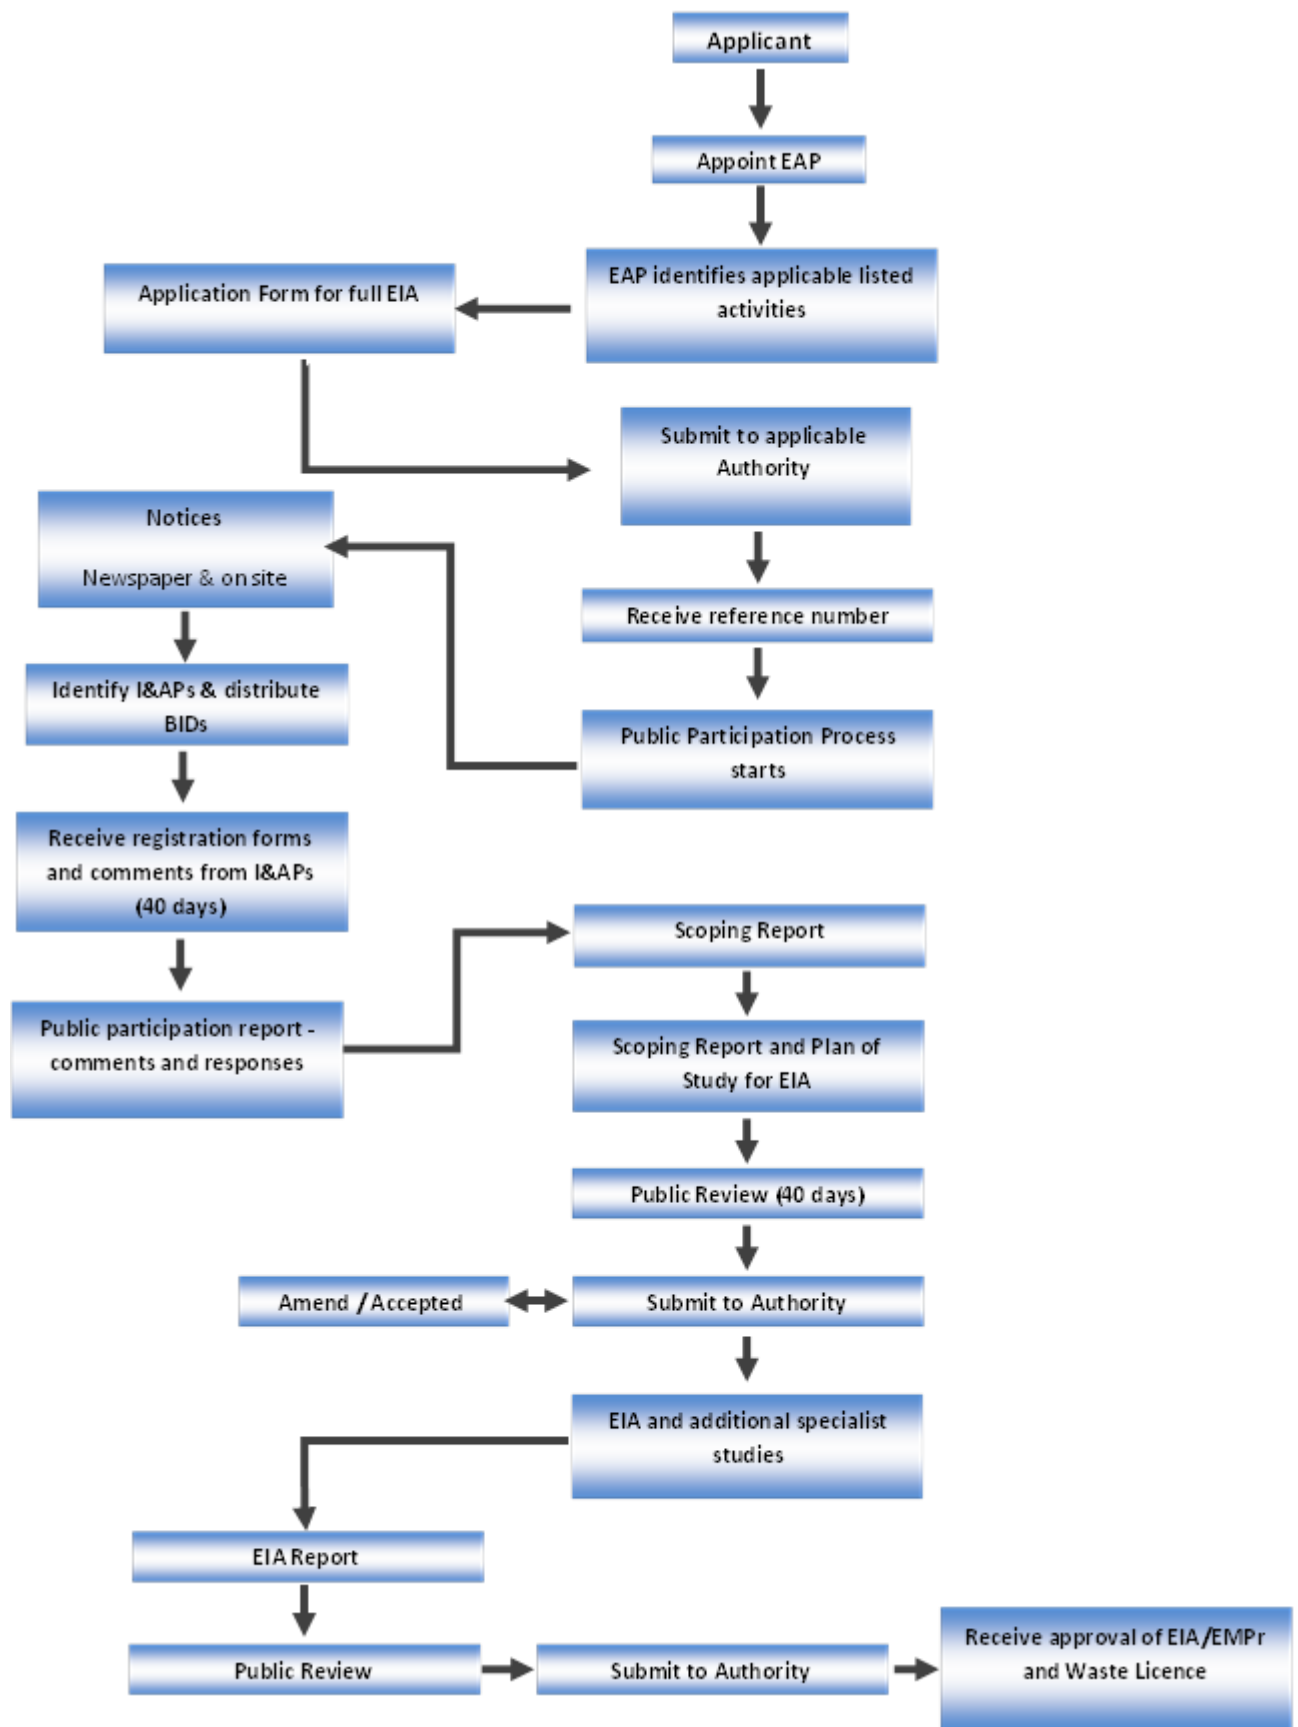 Applicant
Appoint EAP
EAP identifies applicable listed
activities
Application Form for full EIA
Submit to applicable
Authority
Receive reference number
Public Participation Process
starts
Notices
Newspaper & on site
Identify I&APs & distribute
BIDs
Receive registration forms
and comments from I&APs
(40 days)
Public participation report -
comments and responses
Scoping Report
Scoping Report and Plan of
Study for EIA
Public Review (40 days)
Submit to Authority
Amend / Accepted
EIA and additional specialist
studies
EIA Report
Public Review
Submit to Authority
Receive approval of EIA/EMPr
and Waste Licence